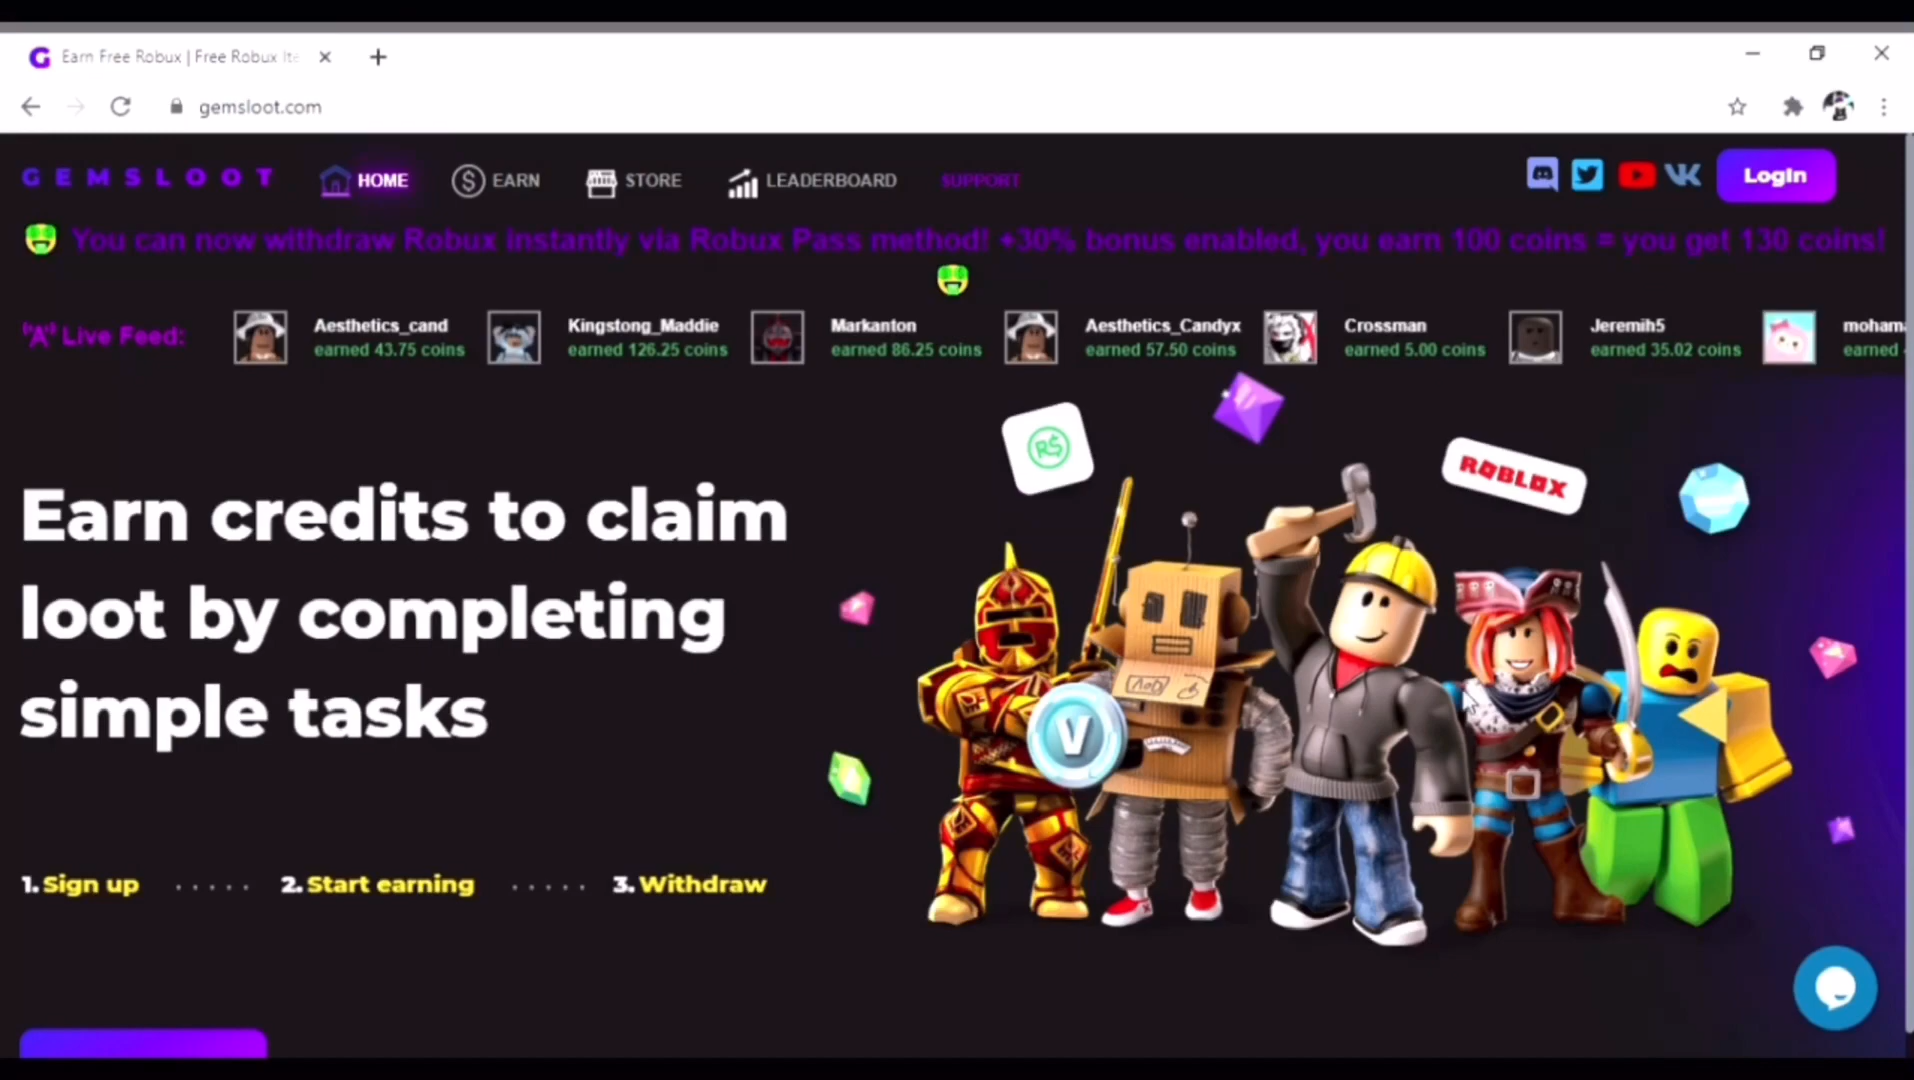 Earn Free Robux | Free Robux Ite
gemsloot.com
GEMSLOOT HOME EARN STORE LEADERBOARD SUPPORT Login
You can now withdraw Robux instantly via Robux Pass method! +30% bonus enabled, you earn 100 coins = you get 130 coins!
Live Feed:
Aesthetics_cand
earned 43.75 coins
Kingstong_Maddie
earned 126.25 coins
Markanton
earned 86.25 coins
Aesthetics_Candyx
earned 57.50 coins
Crossman
earned 5.00 coins
Jeremih5
earned 35.02 coins
moham
earned
R$
ROBLOX
Earn credits to claim
loot by completing
simple tasks
V
1. Sign up ..... 2. Start earning ..... 3. Withdraw